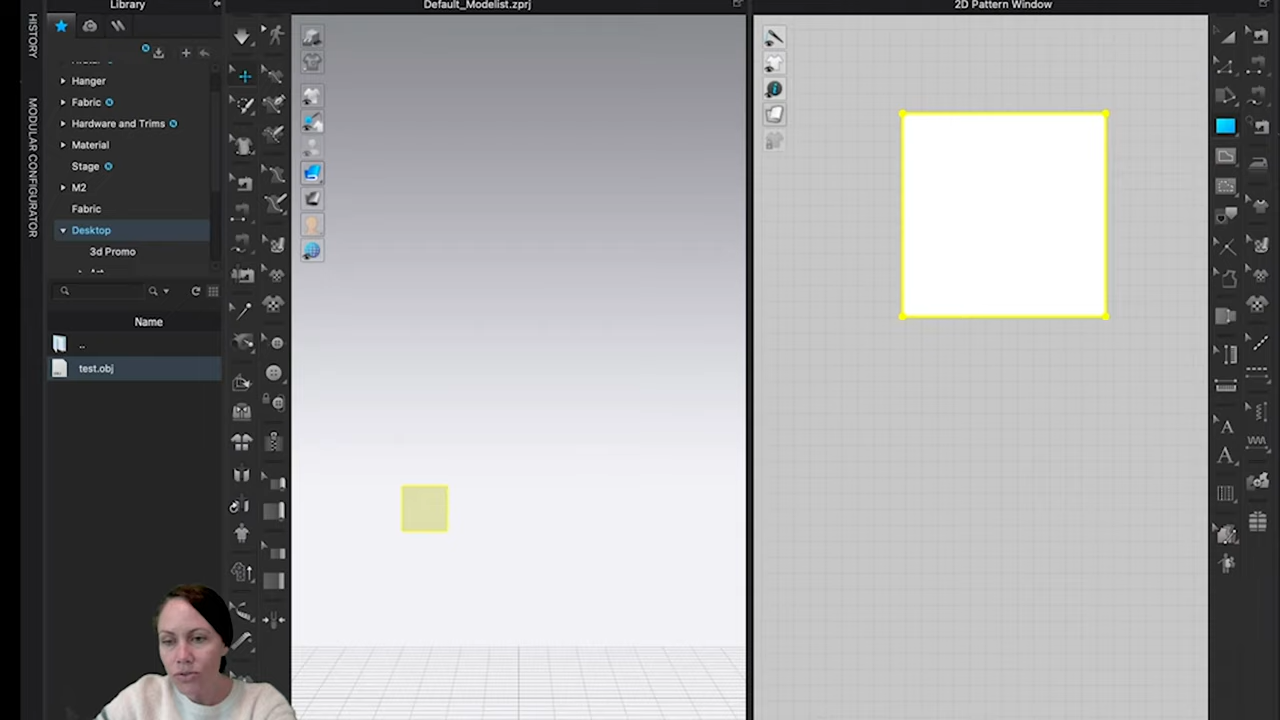 Library
Default_Modelist.zprj
2D Pattern Window
HISTORY
MODULAR CONFIGURATOR
Hanger
Fabric
Hardware and Trims
Material
Stage
M2
Fabric
Desktop
3d Promo
Name
..
test.obj